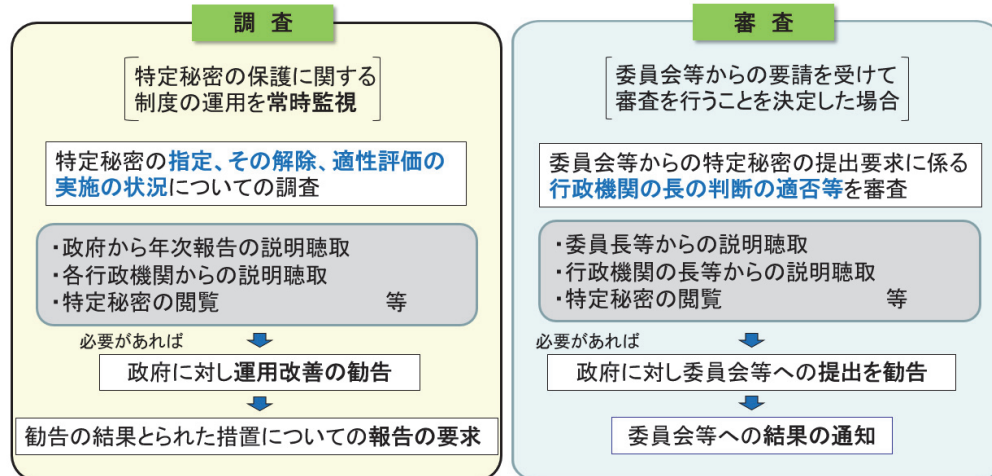 調 査
特定秘密の保護に関する
制度の運用を常時監視
特定秘密の指定、その解除、適性評価の
実施の状況についての調査
・政府から年次報告の説明聴取
・各行政機関からの説明聴取
・特定秘密の閲覧 等
必要があれば
政府に対し運用改善の勧告
勧告の結果とられた措置についての報告の要求
審 査
委員会等からの要請を受けて
審査を行うことを決定した場合
委員会等からの特定秘密の提出要求に係る
行政機関の長の判断の適否等を審査
・委員長等からの説明聴取
・行政機関の長等からの説明聴取
・特定秘密の閲覧 等
必要があれば
政府に対し委員会等への提出を勧告
委員会等への結果の通知